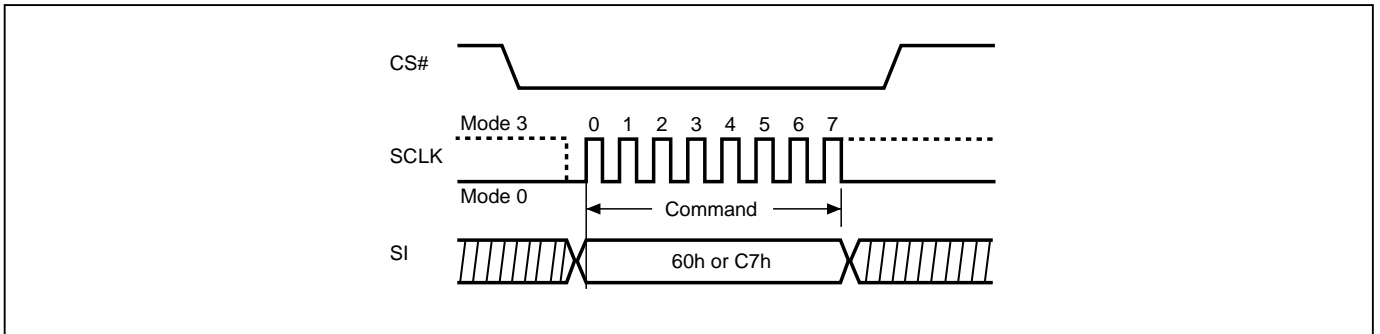 CS#
Mode 3
0 1 2 3 4 5 6 7
SCLK
Mode 0
Command
SI
60h or C7h